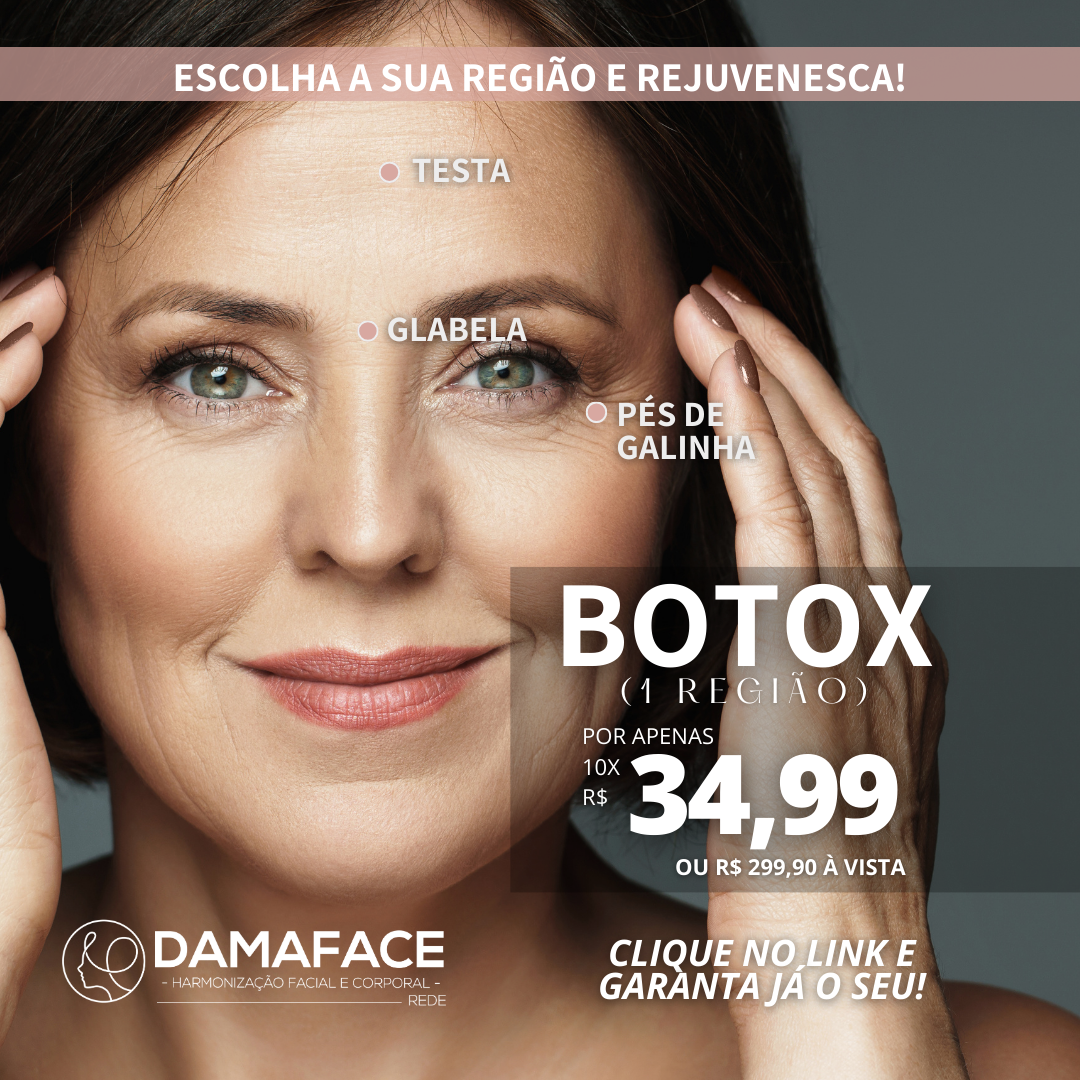 ESCOLHA A SUA REGIÃO E REJUVENESCA!
TESTA
GLABELA
PÉS DE
GALINHA
BOTOX
(1 REGIÃO)
POR APENAS
10X
R$ 34,99
OU R$ 299,90 À VISTA
DAMAFACE
- HARMONIZAÇÃO FACIAL E CORPORAL -
REDE
CLIQUE NO LINK E
GARANTA JÁ O SEU!